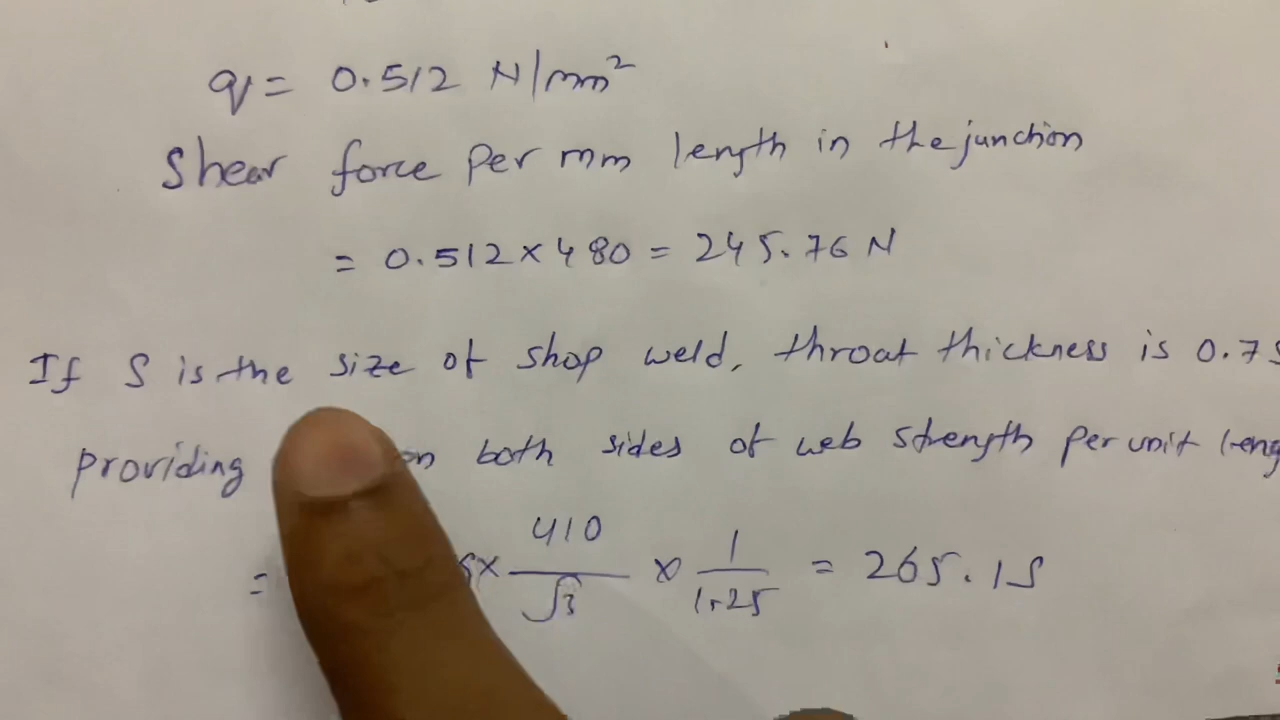 q = 0.512 N/mm²
Shear force per mm length in the junction
= 0.512 × 480 = 245.76 N
If S is the size of shop weld, throat thickness is 0.7S
providing on both sides of web strength per unit leng
= S × 410/√3 × 1/1.25 = 265.1S